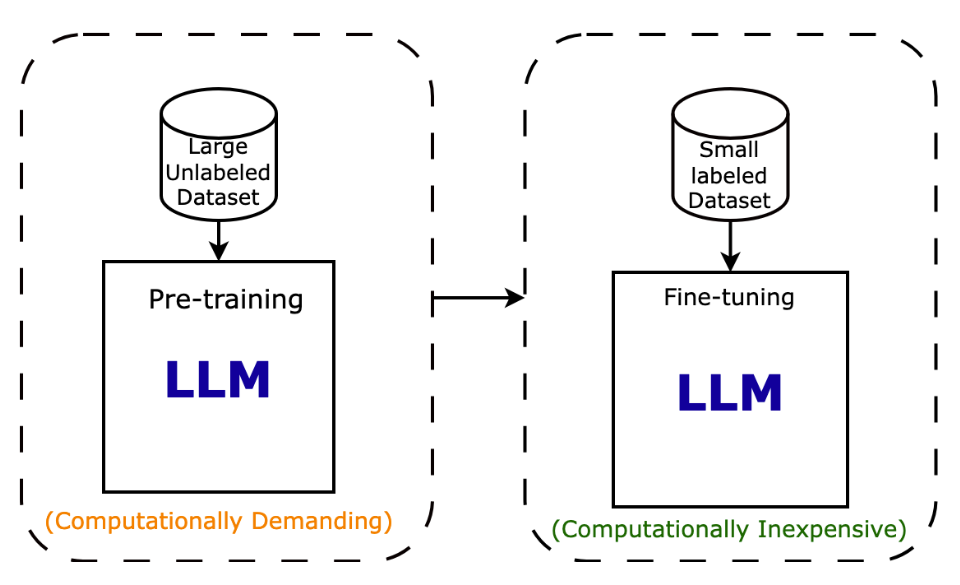 Large
Unlabeled
Dataset
Pre-training
LLM
(Computationally Demanding)
Small
labeled
Dataset
Fine-tuning
LLM
(Computationally Inexpensive)